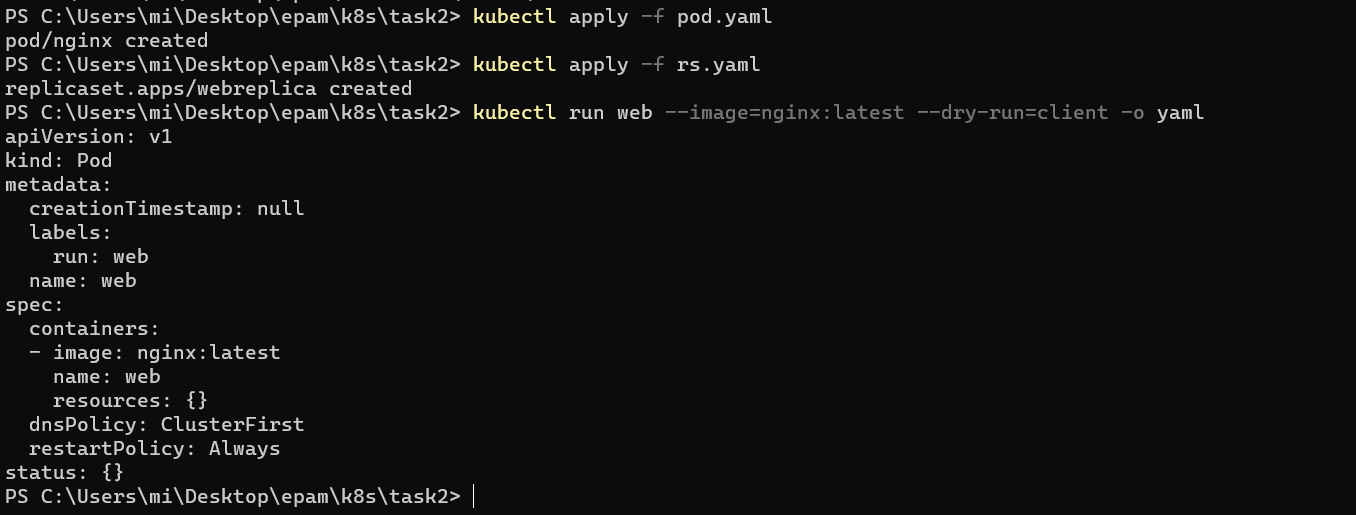 PS C:\Users\mi\Desktop\epam\k8s\task2> kubectl apply -f pod.yaml
pod/nginx created
PS C:\Users\mi\Desktop\epam\k8s\task2> kubectl apply -f rs.yaml
replicaset.apps/webreplica created
PS C:\Users\mi\Desktop\epam\k8s\task2> kubectl run web --image=nginx:latest --dry-run=client -o yaml
apiVersion: v1
kind: Pod
metadata:
  creationTimestamp: null
  labels:
    run: web
  name: web
spec:
  containers:
  - image: nginx:latest
    name: web
    resources: {}
  dnsPolicy: ClusterFirst
  restartPolicy: Always
status: {}
PS C:\Users\mi\Desktop\epam\k8s\task2>